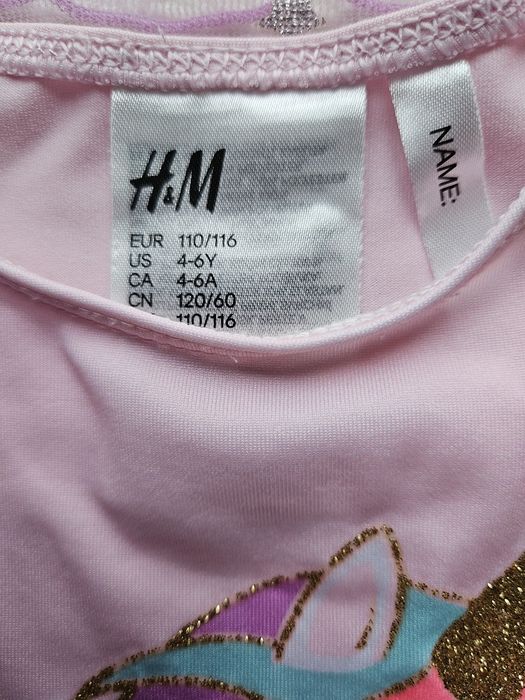 H&M
EUR 110/116
US 4-6Y
CA 4-6A
CN 120/60
110/116
NAME: